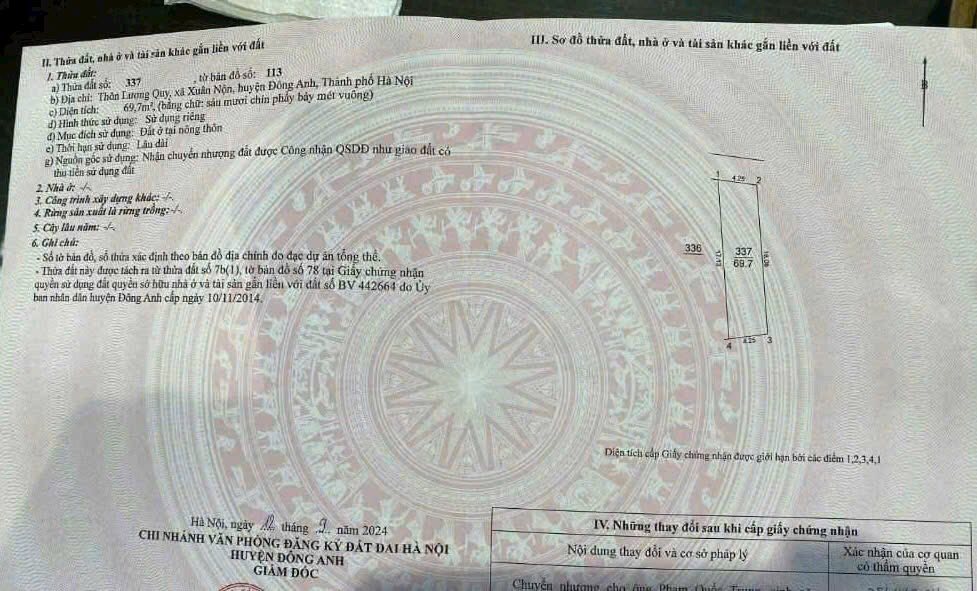 II. Thửa đất, nhà ở và tài sản khác gắn liền với đất
1. Thửa đất:
a) Thửa đất số: 337 , tờ bản đồ số: 113
b) Địa chỉ: Thôn Lương Quy, xã Xuân Nộn, huyện Đông Anh, Thành phố Hà Nội
c) Diện tích: 69,7m², (bằng chữ: sáu mươi chín phẩy bảy mét vuông)
d) Hình thức sử dụng: Sử dụng riêng
đ) Mục đích sử dụng: Đất ở tại nông thôn
e) Thời hạn sử dụng: Lâu dài
g) Nguồn gốc sử dụng: Nhận chuyển nhượng đất được Công nhận QSDĐ như giao đất có
thu tiền sử dụng đất
2. Nhà ở: -/-.
3. Công trình xây dựng khác: -/-.
4. Rừng sản xuất là rừng trồng: -/-.
5. Cây lâu năm: -/-.
6. Ghi chú:
- Số tờ bản đồ, số thửa xác định theo bản đồ địa chính đo đạc dự án tổng thể.
- Thửa đất này được tách ra từ thửa đất số 7b(1), tờ bản đồ số 78 tại Giấy chứng nhận
quyền sử dụng đất quyền sở hữu nhà ở và tài sản gắn liền với đất số BV 442664 do Ủy
ban nhân dân huyện Đông Anh cấp ngày 10/11/2014.
Hà Nội, ngày 12 tháng 9 năm 2024
CHI NHÁNH VĂN PHÒNG ĐĂNG KÝ ĐẤT ĐAI HÀ NỘI
HUYỆN ĐÔNG ANH
GIÁM ĐỐC
III. Sơ đồ thửa đất, nhà ở và tài sản khác gắn liền với đất
B
1 4.25 2
336
337
69.7
4 4.25 3
Diện tích cấp Giấy chứng nhận được giới hạn bởi các điểm 1,2,3,4,1
IV. Những thay đổi sau khi cấp giấy chứng nhận
Nội dung thay đổi và cơ sở pháp lý
Xác nhận của cơ quan
có thẩm quyền
Chuyển nhượng cho ông Phạm Quốc